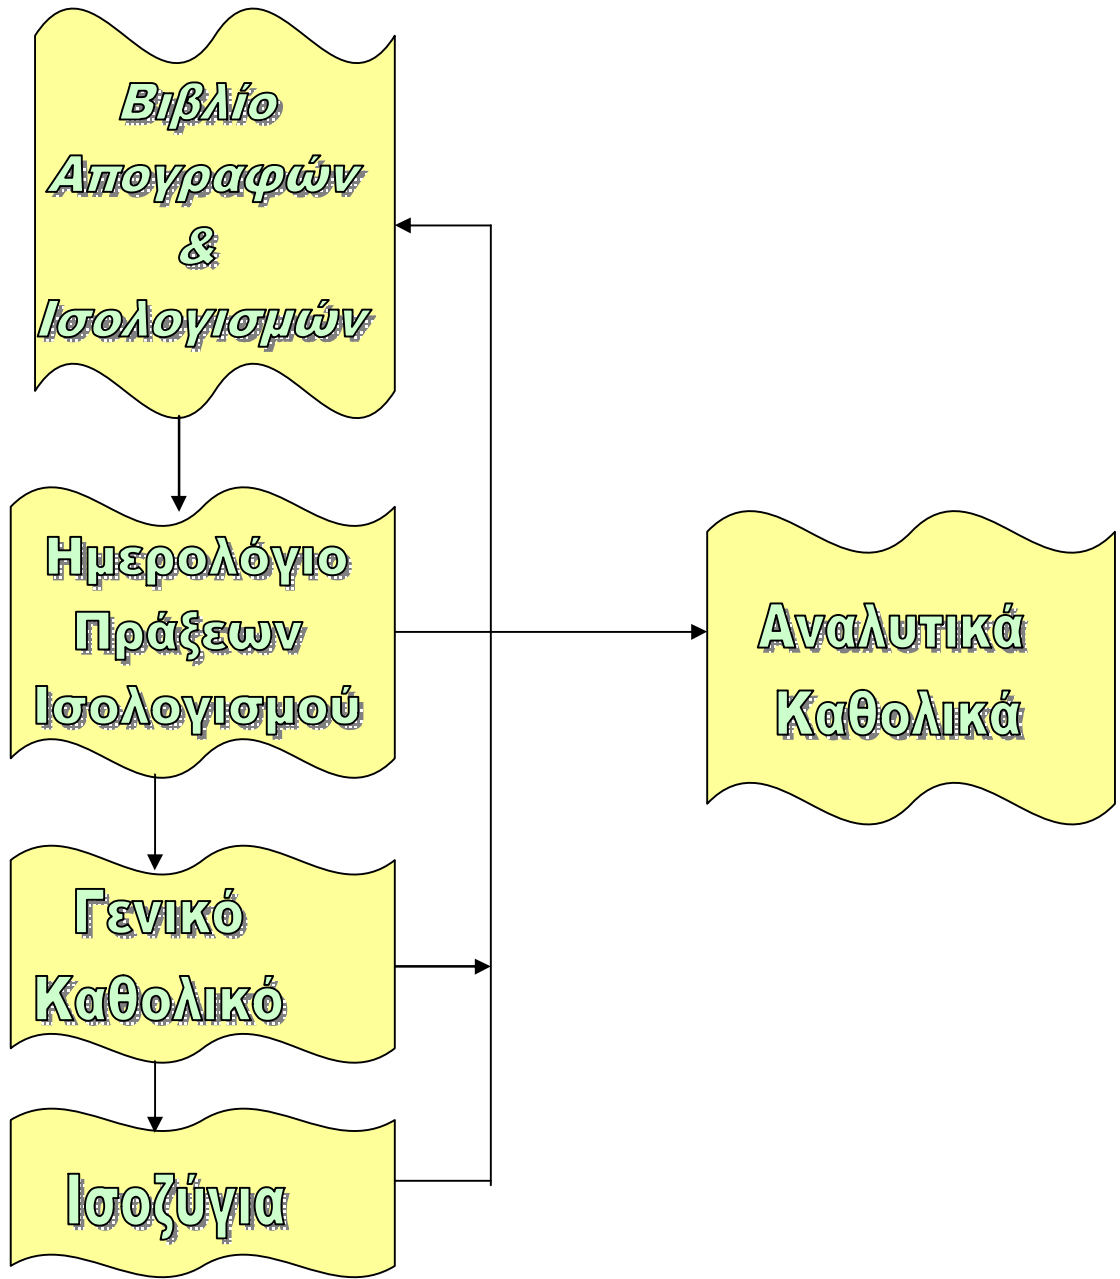 Βιβλίο
Απογραφών
&
Ισολογισμών
Ημερολόγιο
Πράξεων
Ισολογισμού
Αναλυτικά
Καθολικά
Γενικό
Καθολικό
Ισοζύγια